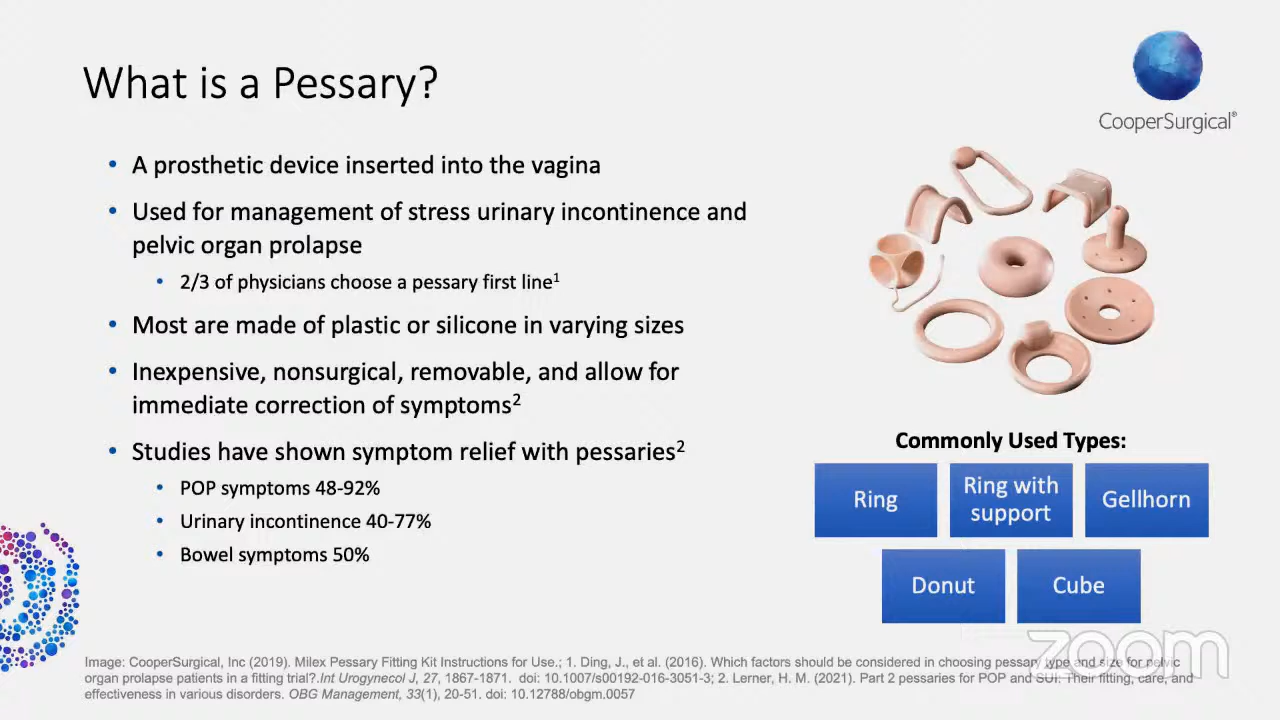 What is a Pessary?
CooperSurgical®
• A prosthetic device inserted into the vagina
• Used for management of stress urinary incontinence and
pelvic organ prolapse
• 2/3 of physicians choose a pessary first line1
• Most are made of plastic or silicone in varying sizes
• Inexpensive, nonsurgical, removable, and allow for
immediate correction of symptoms2
• Studies have shown symptom relief with pessaries2
• POP symptoms 48-92%
• Urinary incontinence 40-77%
• Bowel symptoms 50%
Commonly Used Types:
Ring
Ring with
support
Gellhorn
Donut
Cube
Image: CooperSurgical, Inc (2019). Milex Pessary Fitting Kit Instructions for Use.; 1. Ding, J., et al. (2016). Which factors should be considered in choosing pessary type and size for pelvic
organ prolapse patients in a fitting trial?.Int Urogynecol J, 27, 1867-1871. doi: 10.1007/s00192-016-3051-3; 2. Lerner, H. M. (2021). Part 2 pessaries for POP and SUI: Their fitting, care, and
effectiveness in various disorders. OBG Management, 33(1), 20-51. doi: 10.12788/obgm.0057
zoom